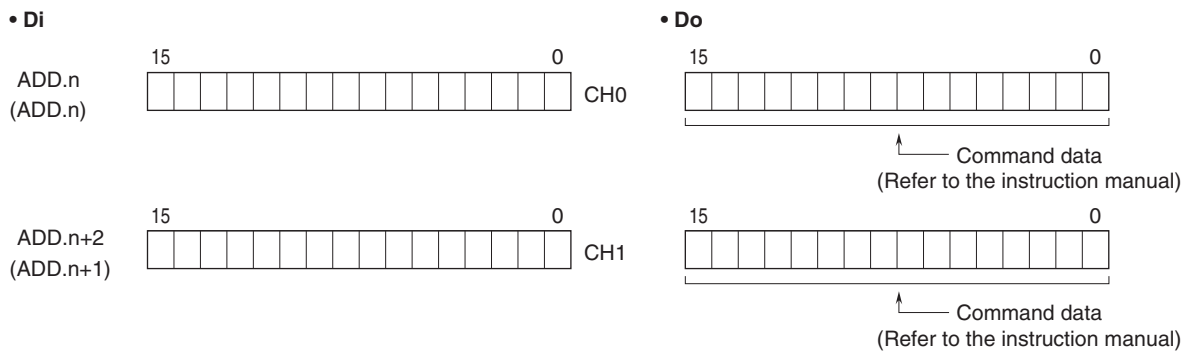 • Di
• Do
15 0
15 0
ADD.n
(ADD.n)
CH0
Command data
(Refer to the instruction manual)
15 0
15 0
ADD.n+2
(ADD.n+1)
CH1
Command data
(Refer to the instruction manual)